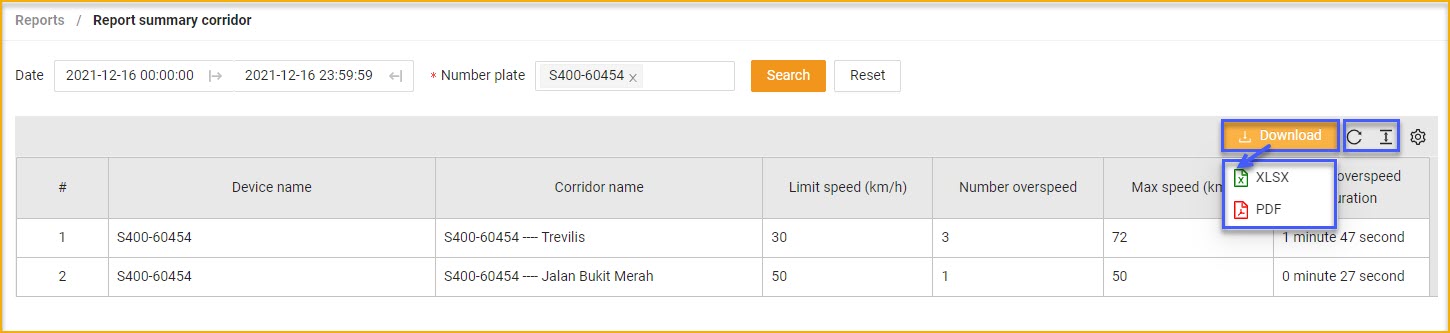 Reports / Report summary corridor
Date 2021-12-16 00:00:00 2021-12-16 23:59:59 * Number plate S400-60454 x Search Reset
Download
XLSX
PDF
# Device name Corridor name Limit speed (km/h) Number overspeed Max speed (km overspeed
uration
1 S400-60454 S400-60454 ---- Trevilis 30 3 72 1 minute 47 second
2 S400-60454 S400-60454 ---- Jalan Bukit Merah 50 1 50 0 minute 27 second